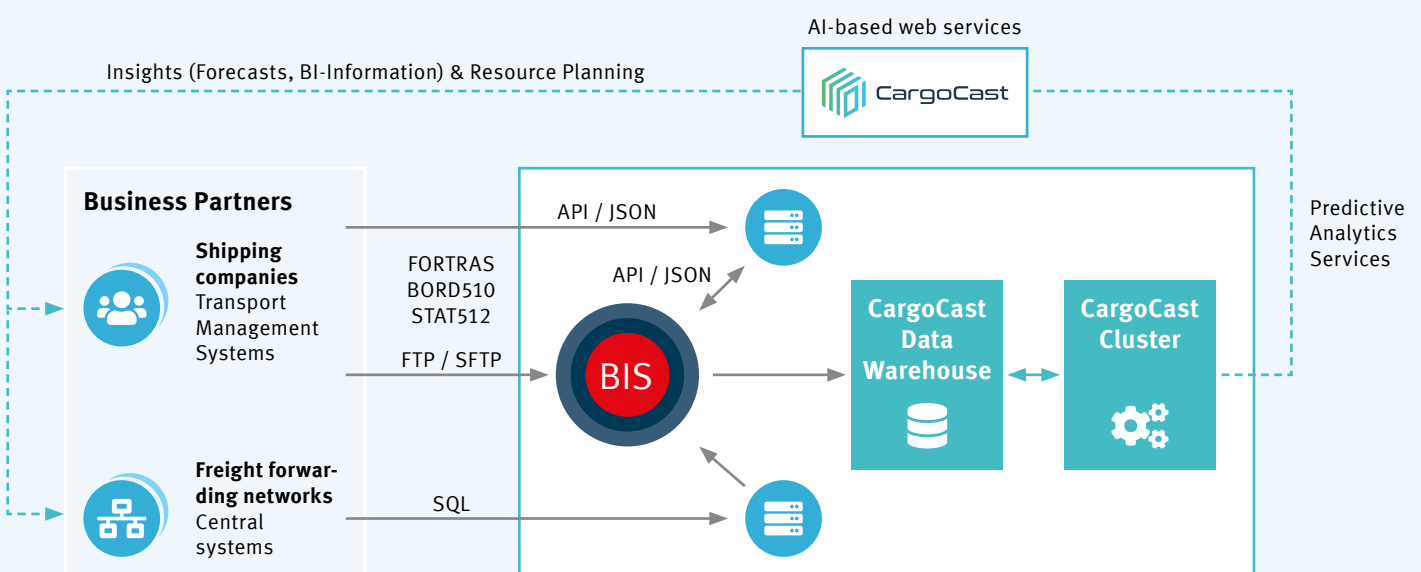 AI-based web services
Insights (Forecasts, BI-Information) & Resource Planning
CargoCast
Business Partners
Shipping
companies
Transport
Management
Systems
Freight forwar-
ding networks
Central
systems
API / JSON
FORTRAS
BORD510
STAT512
FTP / SFTP
SQL
API / JSON
BIS
CargoCast
Data
Warehouse
CargoCast
Cluster
Predictive
Analytics
Services